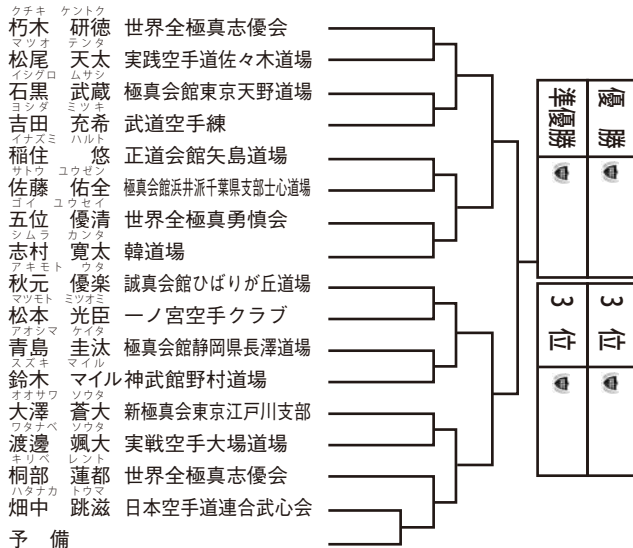 クチキ ケントク
朽木 研徳 世界全極真志優会
マツオ テンタ
松尾 天太 実践空手道佐々木道場
イシグロ ムサシ
石黒 武蔵 極真会館東京天野道場
ヨシダ ミツキ
吉田 充希 武道空手練
イナズミ ハルト
稲住 悠 正道会館矢島道場
サトウ ユウゼン
佐藤 佑全 極真会館浜井派千葉県支部士心道場
ゴイ ユウセイ
五位 優清 世界全極真勇慎会
シムラ カンタ
志村 寛太 韓道場
アキモト ウタ
秋元 優楽 誠真会館ひばりが丘道場
マツモト ミツオミ
松本 光臣 一ノ宮空手クラブ
アオシマ ケイタ
青島 圭汰 極真会館静岡県長澤道場
スズキ マイル
鈴木 マイル 神武館野村道場
オオサワ ソウタ
大澤 蒼大 新極真会東京江戸川支部
ワタナベ ソウタ
渡邊 颯大 実戦空手大場道場
キリベ レント
桐部 蓮都 世界全極真志優会
ハタナカ トウマ
畑中 跳滋 日本空手道連合武心会
予備
優勝
準優勝
3位
3位